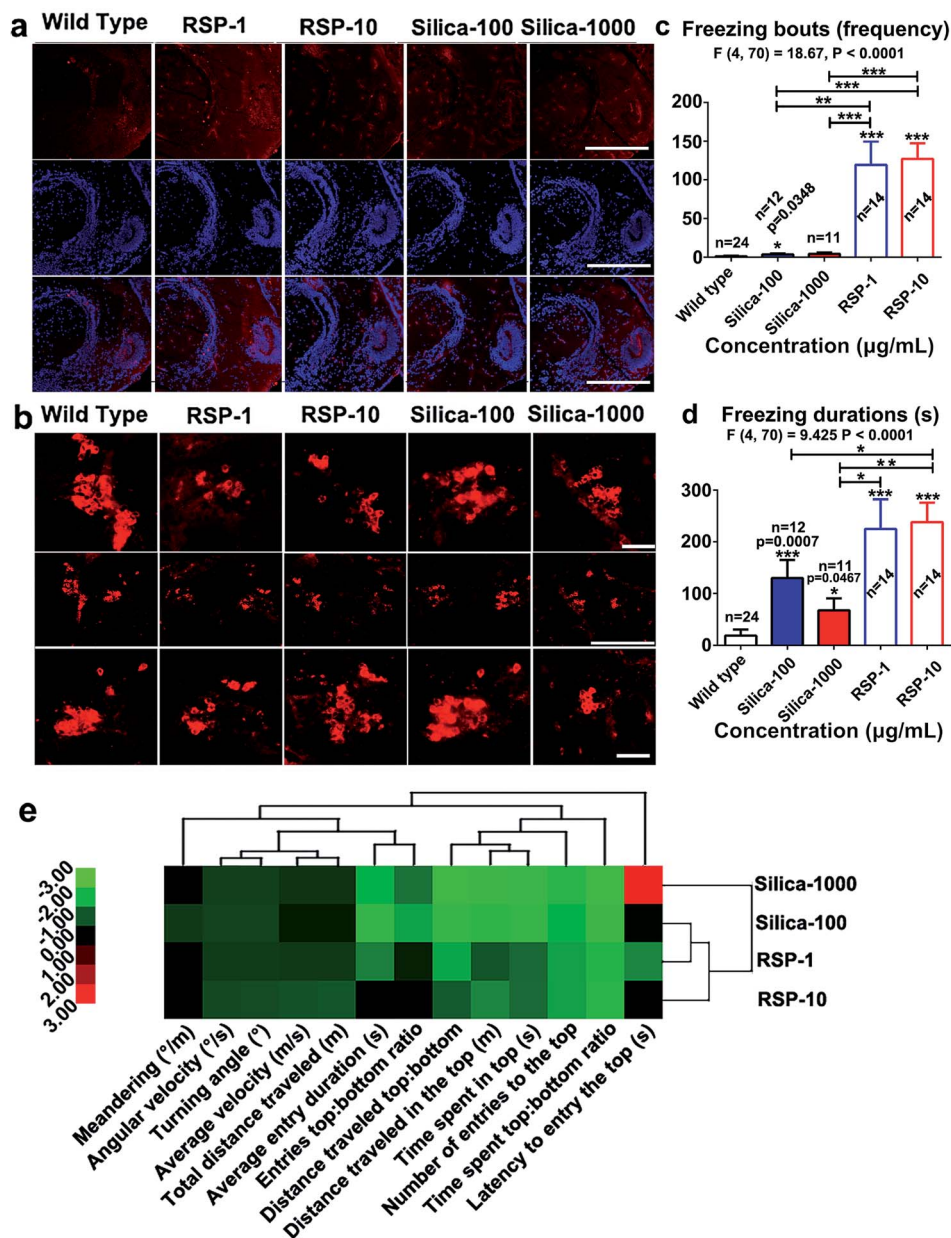 a
Wild Type RSP-1 RSP-10 Silica-100 Silica-1000
b
Wild Type RSP-1 RSP-10 Silica-100 Silica-1000
c
Freezing bouts (frequency)
F (4, 70) = 18.67, P < 0.0001
***
***
**
***
*** ***
200
150
100
50
0
n=24
n=12
p=0.0348
*
n=11
n=14
n=14
Wild type
Silica-100
Silica-1000
RSP-1
RSP-10
Concentration (µg/mL)
d
Freezing durations (s)
F (4, 70) = 9.425 P < 0.0001
*
**
*
*** ***
300
200
100
0
n=24
n=12
p=0.0007
***
n=11
p=0.0467
*
n=14
n=14
Wild type
Silica-100
Silica-1000
RSP-1
RSP-10
Concentration (µg/mL)
e
-3.00
-2.00
-1.00
0.00
1.00
2.00
3.00
Silica-1000
Silica-100
RSP-1
RSP-10
Meandering (°/m)
Angular velocity (°/s)
Turning angle (°)
Average velocity (m/s)
Total distance traveled (m)
Average entry duration (s)
Entries top:bottom ratio
Distance traveled top:bottom
Distance traveled in the top (m)
Time spent in top (s)
Number of entries to the top
Time spent top:bottom ratio
Latency to entry the top (s)